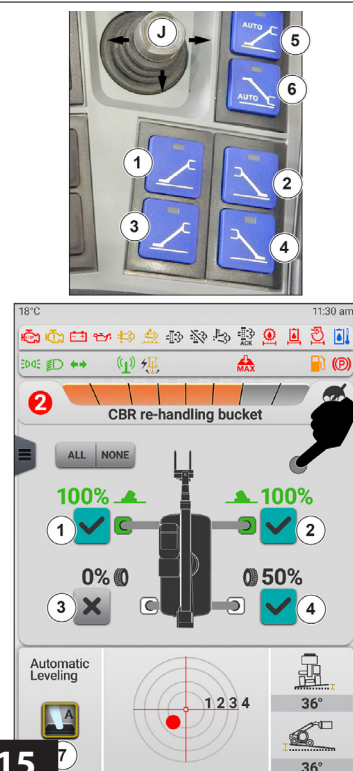 J
AUTO
5
AUTO
6
1
2
3
4
18°C 11:30 am
ACK
MAX
2
CBR re-handling bucket
ALL NONE
100% 100%
1 2
0% 50%
3 4
Automatic
Leveling
A
1 2 3 4
36°
15
7
36°